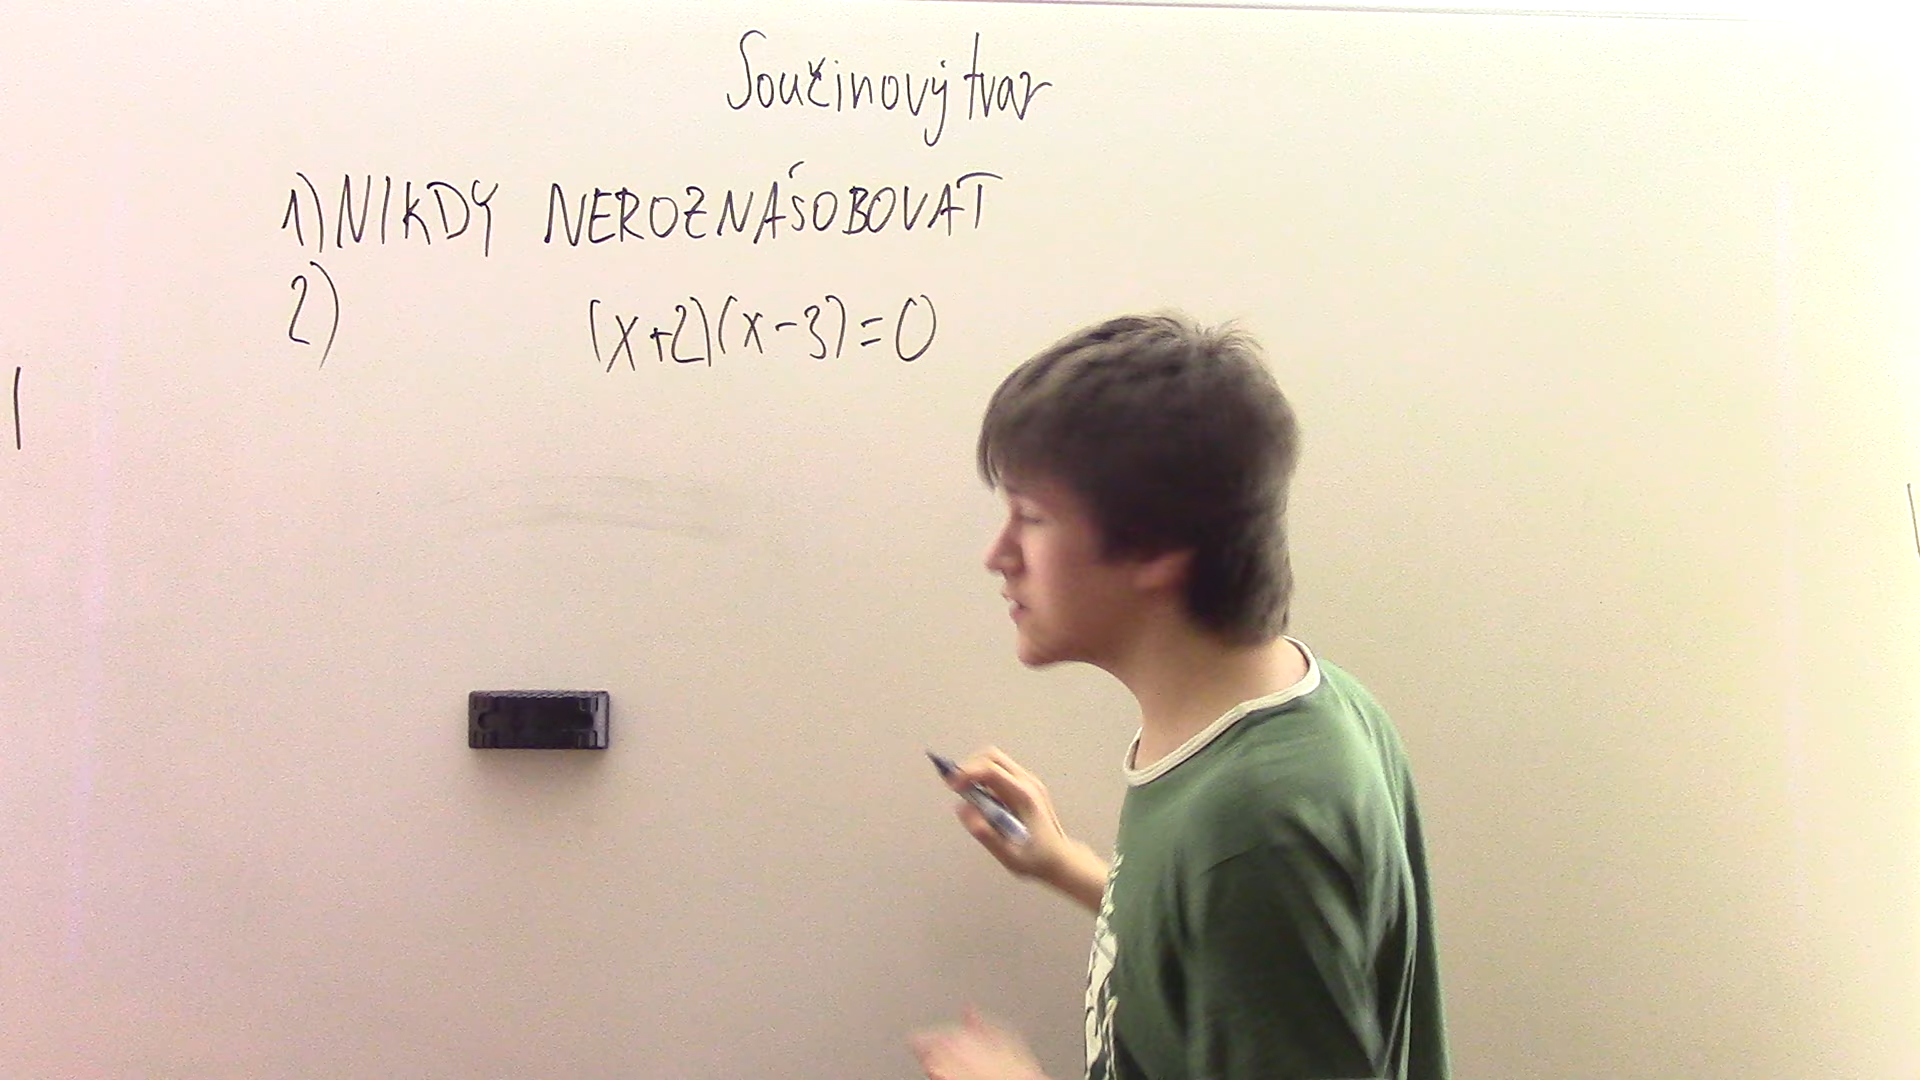 Součinový tvar
1) NIKDY NEROZNÁSOBOVAT
2) (x+2)(x-3)=0